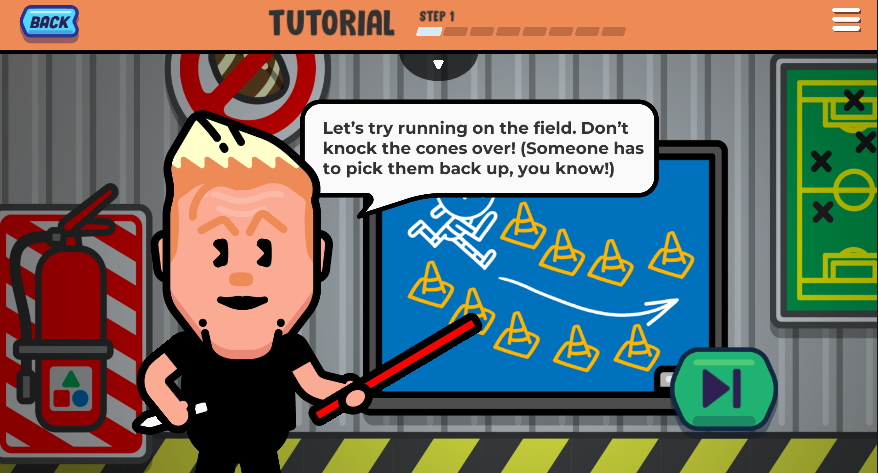 BACK
TUTORIAL
STEP 1
Let's try running on the field. Don't
knock the cones over! (Someone has
to pick them back up, you know!)